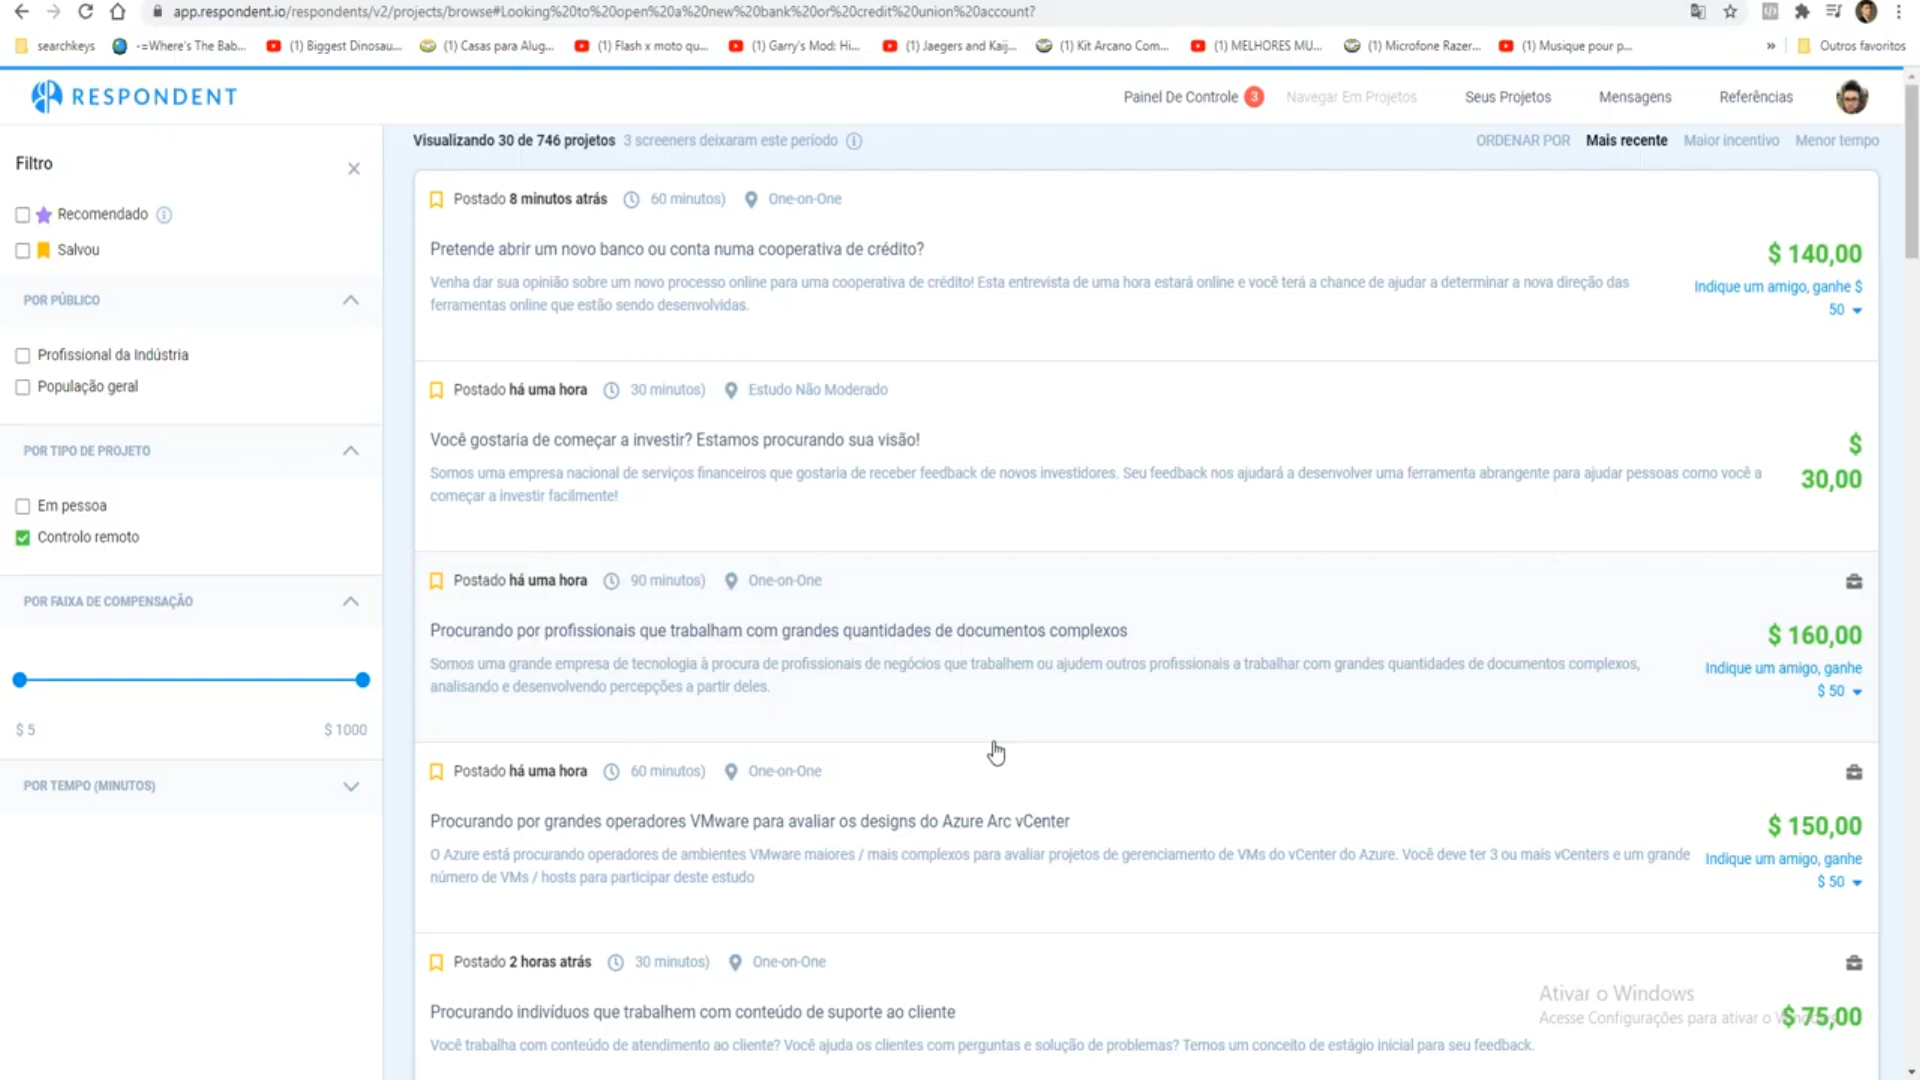 app.respondent.io/respondents/v2/projects/browse#Looking%20to%20open%20a%20new%20bank%20or%20credit%20union%20account?
searchkeys
-=Where's The Bab...
(1) Biggest Dinosau...
(1) Casas para Alug...
(1) Flash x moto qu...
(1) Garry's Mod: Hi...
(1) Jaegers and Kaij...
(1) Kit Arcano Com...
(1) MELHORES MU...
(1) Microfone Razer...
(1) Musique pour p...
»
Outros favoritos
RESPONDENT
Painel De Controle 3
Navegar Em Projetos
Seus Projetos
Mensagens
Referências
Filtro
Recomendado
Salvou
POR PÚBLICO
Profissional da Indústria
População geral
POR TIPO DE PROJETO
Em pessoa
Controlo remoto
POR FAIXA DE COMPENSAÇÃO
$ 5
$ 1000
POR TEMPO (MINUTOS)
Visualizando 30 de 746 projetos 3 screeners deixaram este período
ORDENAR POR Mais recente Maior incentivo Menor tempo
Postado 8 minutos atrás 60 minutos) One-on-One
Pretende abrir um novo banco ou conta numa cooperativa de crédito?
Venha dar sua opinião sobre um novo processo online para uma cooperativa de crédito! Esta entrevista de uma hora estará online e você terá a chance de ajudar a determinar a nova direção das
ferramentas online que estão sendo desenvolvidas.
$ 140,00
Indique um amigo, ganhe $
50
Postado há uma hora 30 minutos) Estudo Não Moderado
Você gostaria de começar a investir? Estamos procurando sua visão!
Somos uma empresa nacional de serviços financeiros que gostaria de receber feedback de novos investidores. Seu feedback nos ajudará a desenvolver uma ferramenta abrangente para ajudar pessoas como você a
começar a investir facilmente!
$
30,00
Postado há uma hora 90 minutos) One-on-One
Procurando por profissionais que trabalham com grandes quantidades de documentos complexos
Somos uma grande empresa de tecnologia à procura de profissionais de negócios que trabalhem ou ajudem outros profissionais a trabalhar com grandes quantidades de documentos complexos,
analisando e desenvolvendo percepções a partir deles.
$ 160,00
Indique um amigo, ganhe
$ 50
Postado há uma hora 60 minutos) One-on-One
Procurando por grandes operadores VMware para avaliar os designs do Azure Arc vCenter
O Azure está procurando operadores de ambientes VMware maiores / mais complexos para avaliar projetos de gerenciamento de VMs do vCenter do Azure. Você deve ter 3 ou mais vCenters e um grande
número de VMs / hosts para participar deste estudo
$ 150,00
Indique um amigo, ganhe
$ 50
Postado 2 horas atrás 30 minutos) One-on-One
Procurando indivíduos que trabalhem com conteúdo de suporte ao cliente
Você trabalha com conteúdo de atendimento ao cliente? Você ajuda os clientes com perguntas e solução de problemas? Temos um conceito de estágio inicial para seu feedback.
$ 75,00
Ativar o Windows
Acesse Configurações para ativar o